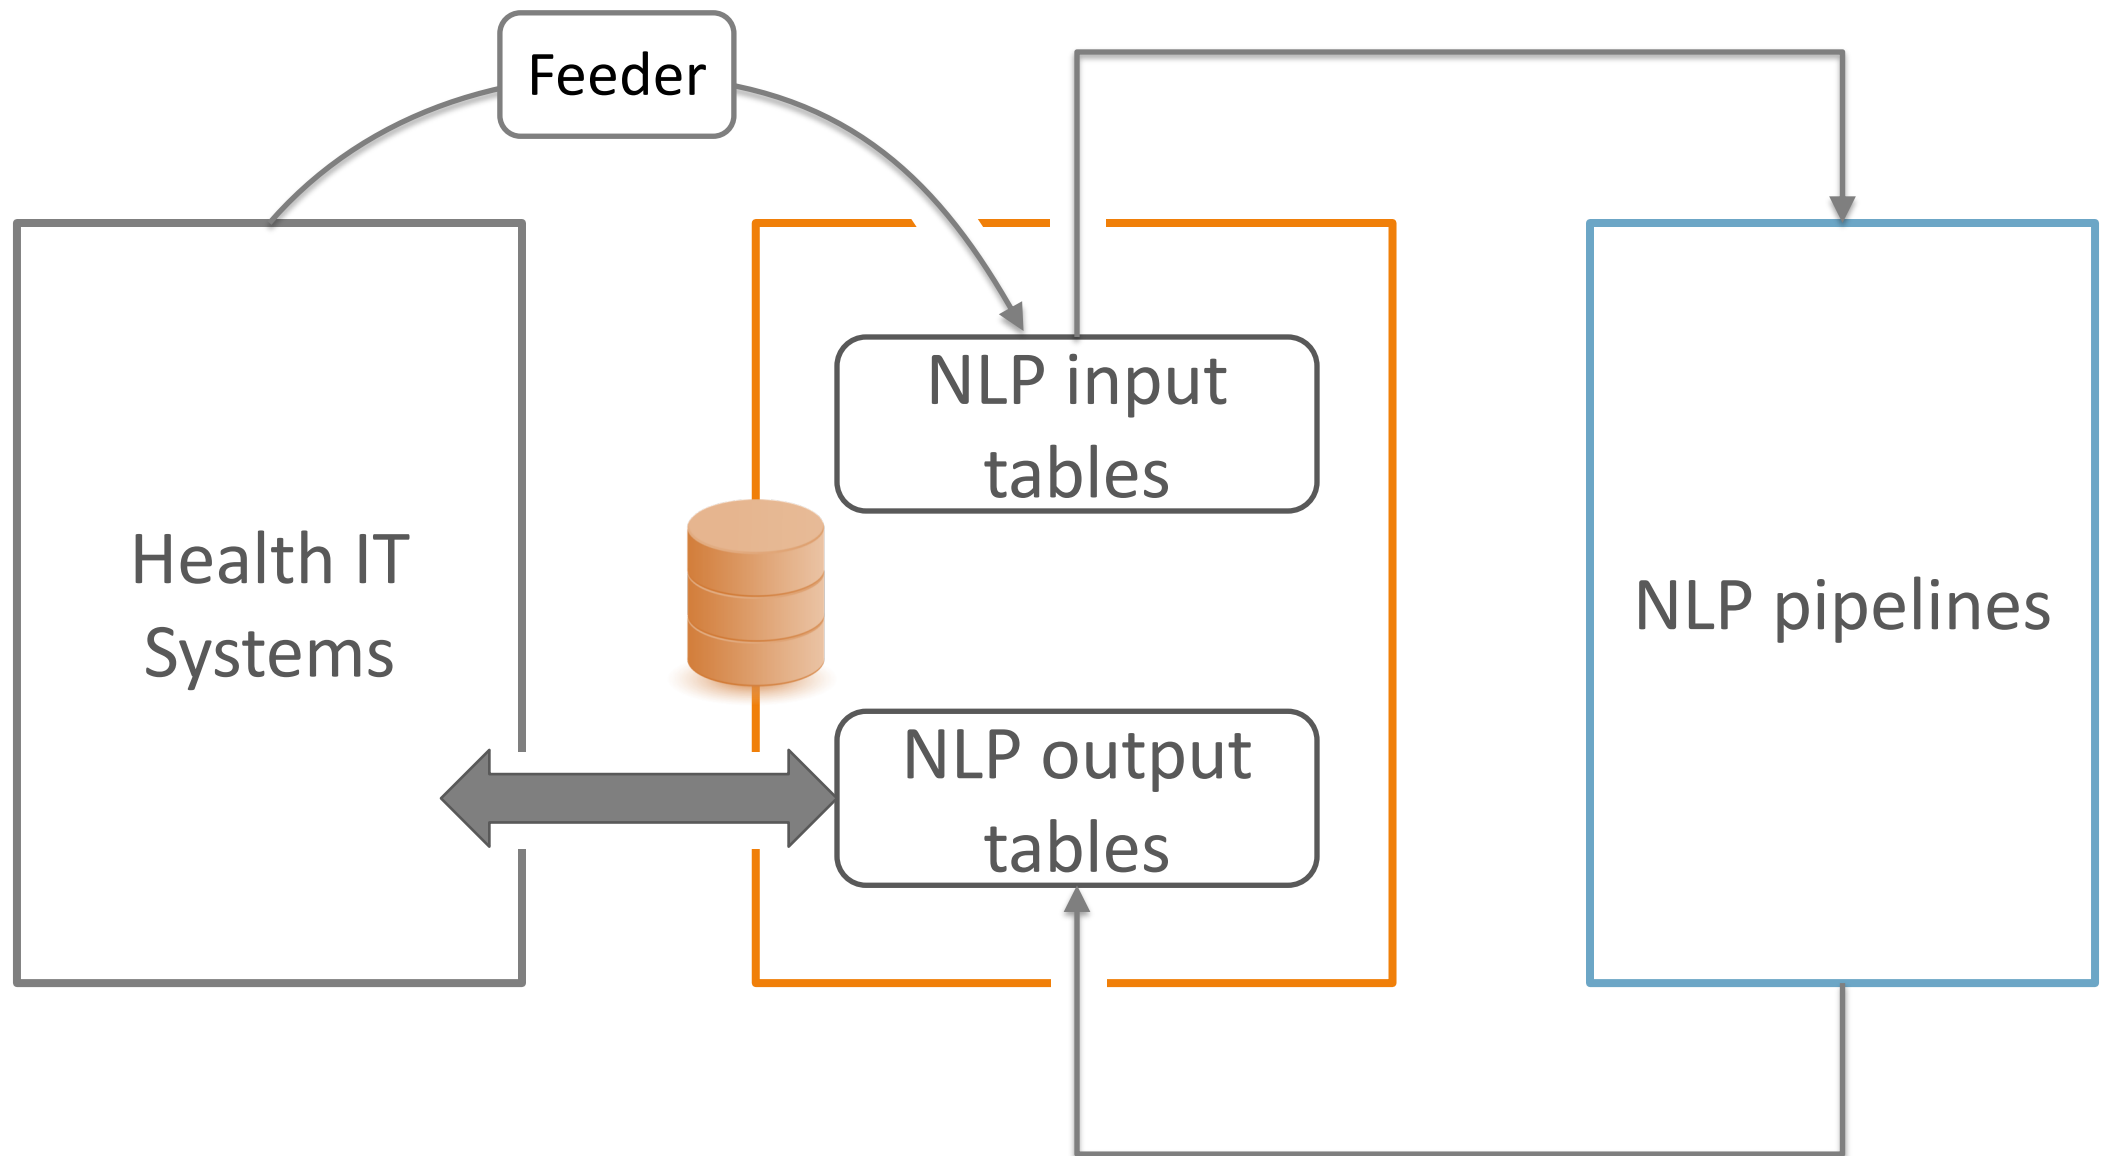 Feeder
Health IT
Systems
NLP input
tables
NLP output
tables
NLP pipelines